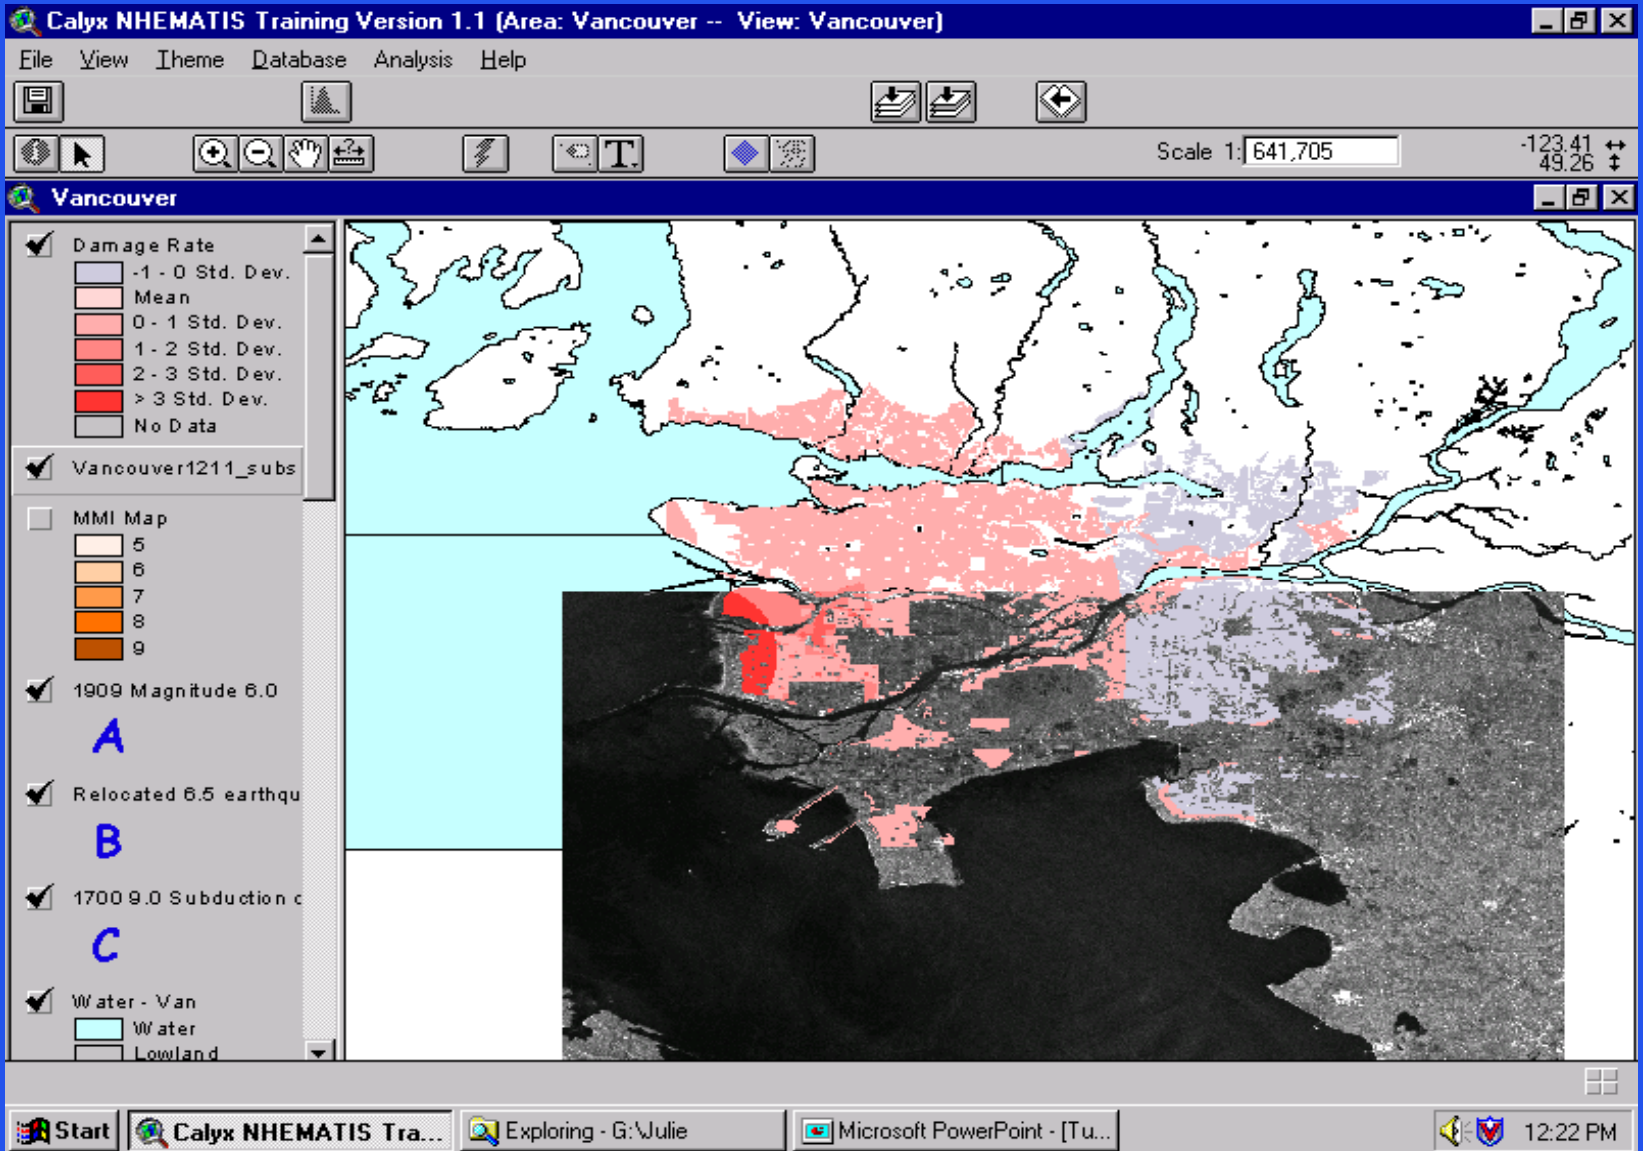 Calyx NHEMATIS Training Version 1.1 (Area: Vancouver -- View: Vancouver)
File View Theme Database Analysis Help
T
Scale 1: 641,705
-123.41
49.26
Vancouver
Damage Rate
-1 - 0 Std. Dev.
Mean
0 - 1 Std. Dev.
1 - 2 Std. Dev.
2 - 3 Std. Dev.
> 3 Std. Dev.
No Data
Vancouver1211_subs
MMI Map
5
6
7
8
9
1909 Magnitude 6.0
A
Relocated 6.5 earthqu
B
1700 9.0 Subduction c
C
Water - Van
Water
Lowland
Start Calyx NHEMATIS Tra... Exploring - G:\Julie Microsoft PowerPoint - [Tu... 12:22 PM